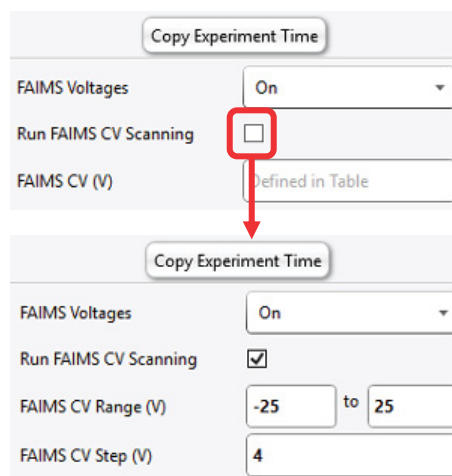 Copy Experiment Time
FAIMS Voltages On
Run FAIMS CV Scanning
FAIMS CV (V) Defined in Table
Copy Experiment Time
FAIMS Voltages On
Run FAIMS CV Scanning
FAIMS CV Range (V) -25 to 25
FAIMS CV Step (V) 4